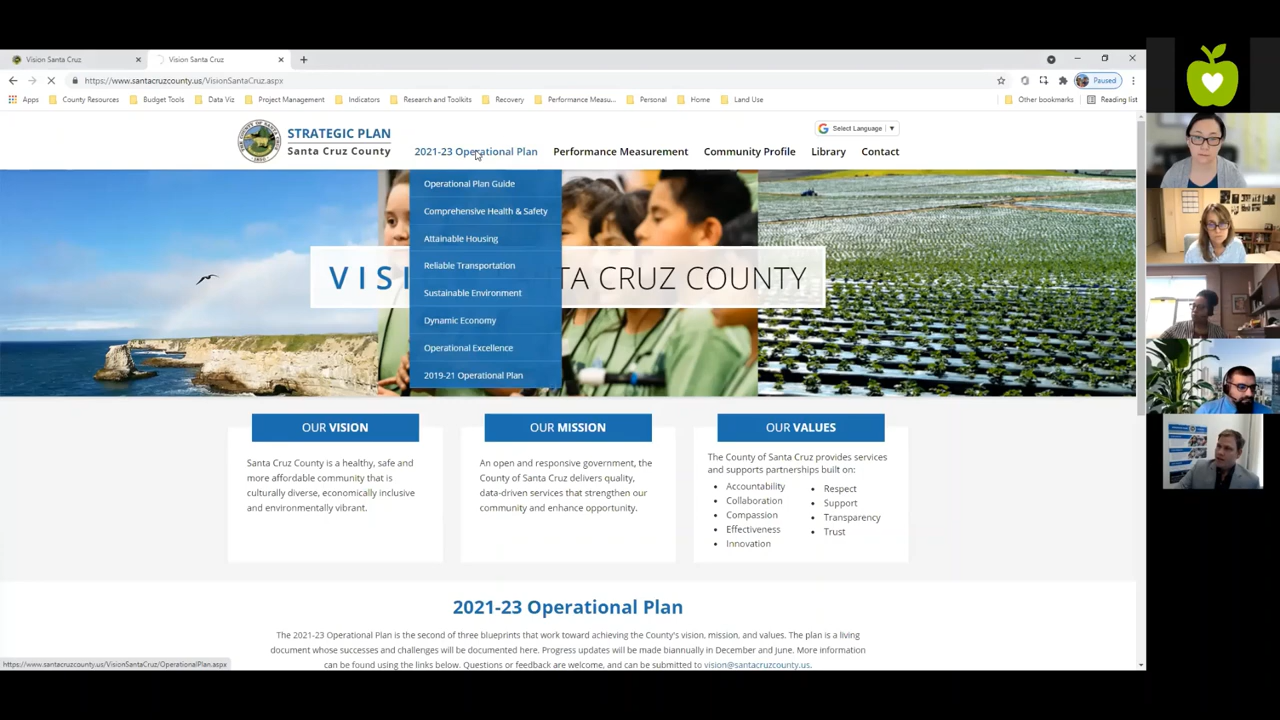 Vision Santa Cruz
Vision Santa Cruz
https://www.santacruzcounty.us/VisionSantaCruz.aspx
Paused
Apps
County Resources
Budget Tools
Data Viz
Project Management
Indicators
Research and Toolkits
Recovery
Performance Measu...
Personal
Home
Land Use
Other bookmarks
Reading list
STRATEGIC PLAN
Santa Cruz County
Select Language
2021-23 Operational Plan
Performance Measurement
Community Profile
Library
Contact
Operational Plan Guide
Comprehensive Health & Safety
Attainable Housing
Reliable Transportation
Sustainable Environment
Dynamic Economy
Operational Excellence
2019-21 Operational Plan
VISI TA CRUZ COUNTY
OUR VISION
Santa Cruz County is a healthy, safe and
more affordable community that is
culturally diverse, economically inclusive
and environmentally vibrant.
OUR MISSION
An open and responsive government, the
County of Santa Cruz delivers quality,
data-driven services that strengthen our
community and enhance opportunity.
OUR VALUES
The County of Santa Cruz provides services
and supports partnerships built on:
Accountability
Collaboration
Compassion
Effectiveness
Innovation
Respect
Support
Transparency
Trust
2021-23 Operational Plan
The 2021-23 Operational Plan is the second of three blueprints that work toward achieving the County's vision, mission, and values. The plan is a living
document whose successes and challenges will be documented here. Progress updates will be made biannually in December and June. More information
can be found using the links below. Questions or feedback are welcome, and can be submitted to vision@santacruzcounty.us.
https://www.santacruzcounty.us/VisionSantaCruz/OperationalPlan.aspx